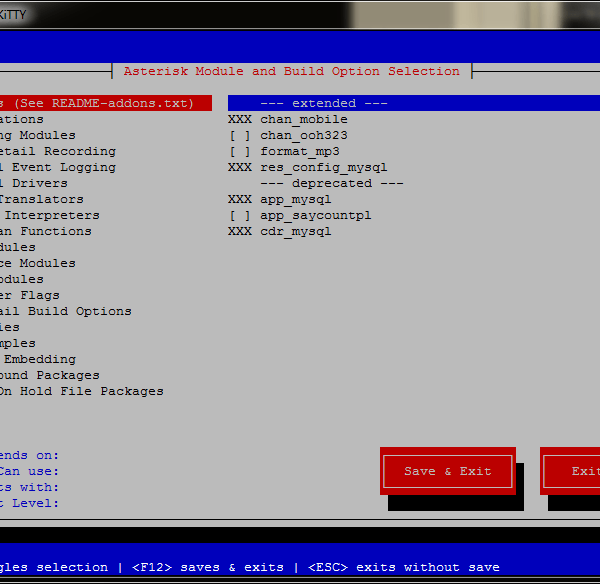 KiTTY
Asterisk Module and Build Option Selection
s (See README-addons.txt) --- extended ---
ations XXX chan_mobile
ng Modules [ ] chan_ooh323
etail Recording [ ] format_mp3
l Event Logging XXX res_config_mysql
l Drivers --- deprecated ---
Translators XXX app_mysql
Interpreters [ ] app_saycountpl
an Functions XXX cdr_mysql
dules
ce Modules
odules
er Flags
ail Build Options
ies
mples
Embedding
ound Packages
On Hold File Packages
ends on:
Can use: Save & Exit Exit
ts with:
t Level:
gles selection | <F12> saves & exits | <ESC> exits without save